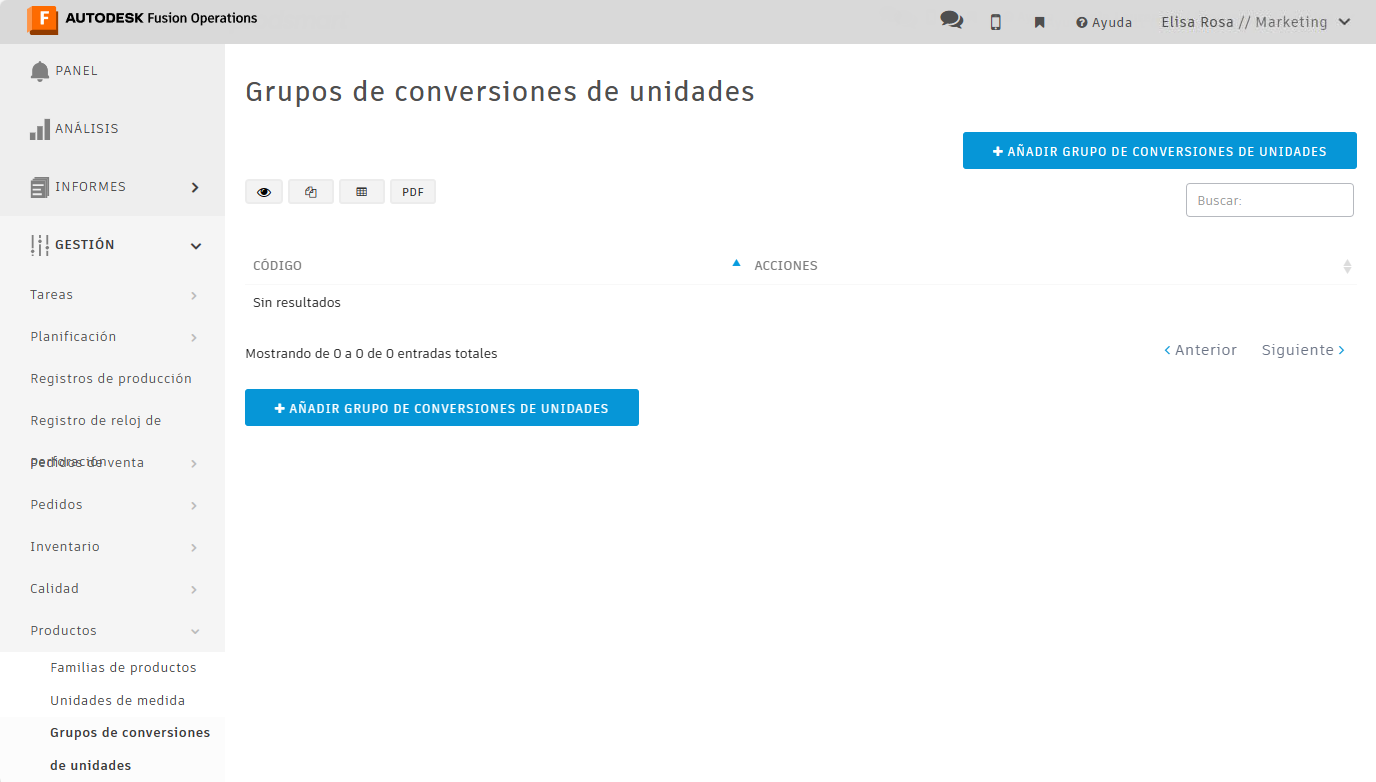 AUTODESK Fusion Operations
Ayuda
Elisa Rosa // Marketing
PANEL
ANÁLISIS
INFORMES
GESTIÓN
Tareas
Planificación
Registros de producción
Registro de reloj de
perforación
Pedidos de venta
Pedidos
Inventario
Calidad
Productos
Familias de productos
Unidades de medida
Grupos de conversiones
de unidades
Grupos de conversiones de unidades
AÑADIR GRUPO DE CONVERSIONES DE UNIDADES
PDF
Buscar:
CÓDIGO
ACCIONES
Sin resultados
Mostrando de 0 a 0 de 0 entradas totales
Anterior
Siguiente
AÑADIR GRUPO DE CONVERSIONES DE UNIDADES